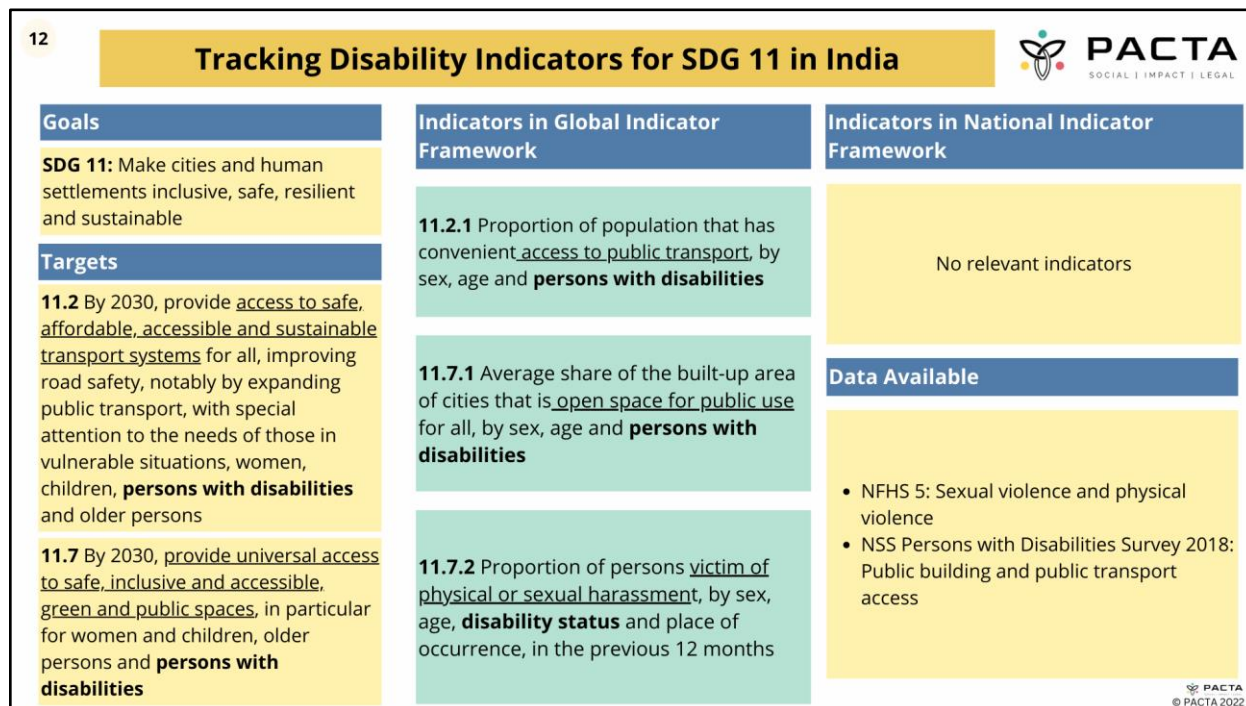 12
Tracking Disability Indicators for SDG 11 in India
PACTA
SOCIAL | IMPACT | LEGAL
Goals
SDG 11: Make cities and human
settlements inclusive, safe, resilient
and sustainable
Targets
11.2 By 2030, provide access to safe,
affordable, accessible and sustainable
transport systems for all, improving
road safety, notably by expanding
public transport, with special
attention to the needs of those in
vulnerable situations, women,
children, persons with disabilities
and older persons
11.7 By 2030, provide universal access
to safe, inclusive and accessible,
green and public spaces, in particular
for women and children, older
persons and persons with
disabilities
Indicators in Global Indicator
Framework
11.2.1 Proportion of population that has
convenient access to public transport, by
sex, age and persons with disabilities
11.7.1 Average share of the built-up area
of cities that is open space for public use
for all, by sex, age and persons with
disabilities
11.7.2 Proportion of persons victim of
physical or sexual harassment, by sex,
age, disability status and place of
occurrence, in the previous 12 months
Indicators in National Indicator
Framework
No relevant indicators
Data Available
• NFHS 5: Sexual violence and physical
violence
• NSS Persons with Disabilities Survey 2018:
Public building and public transport
access
PACTA
© PACTA 2022